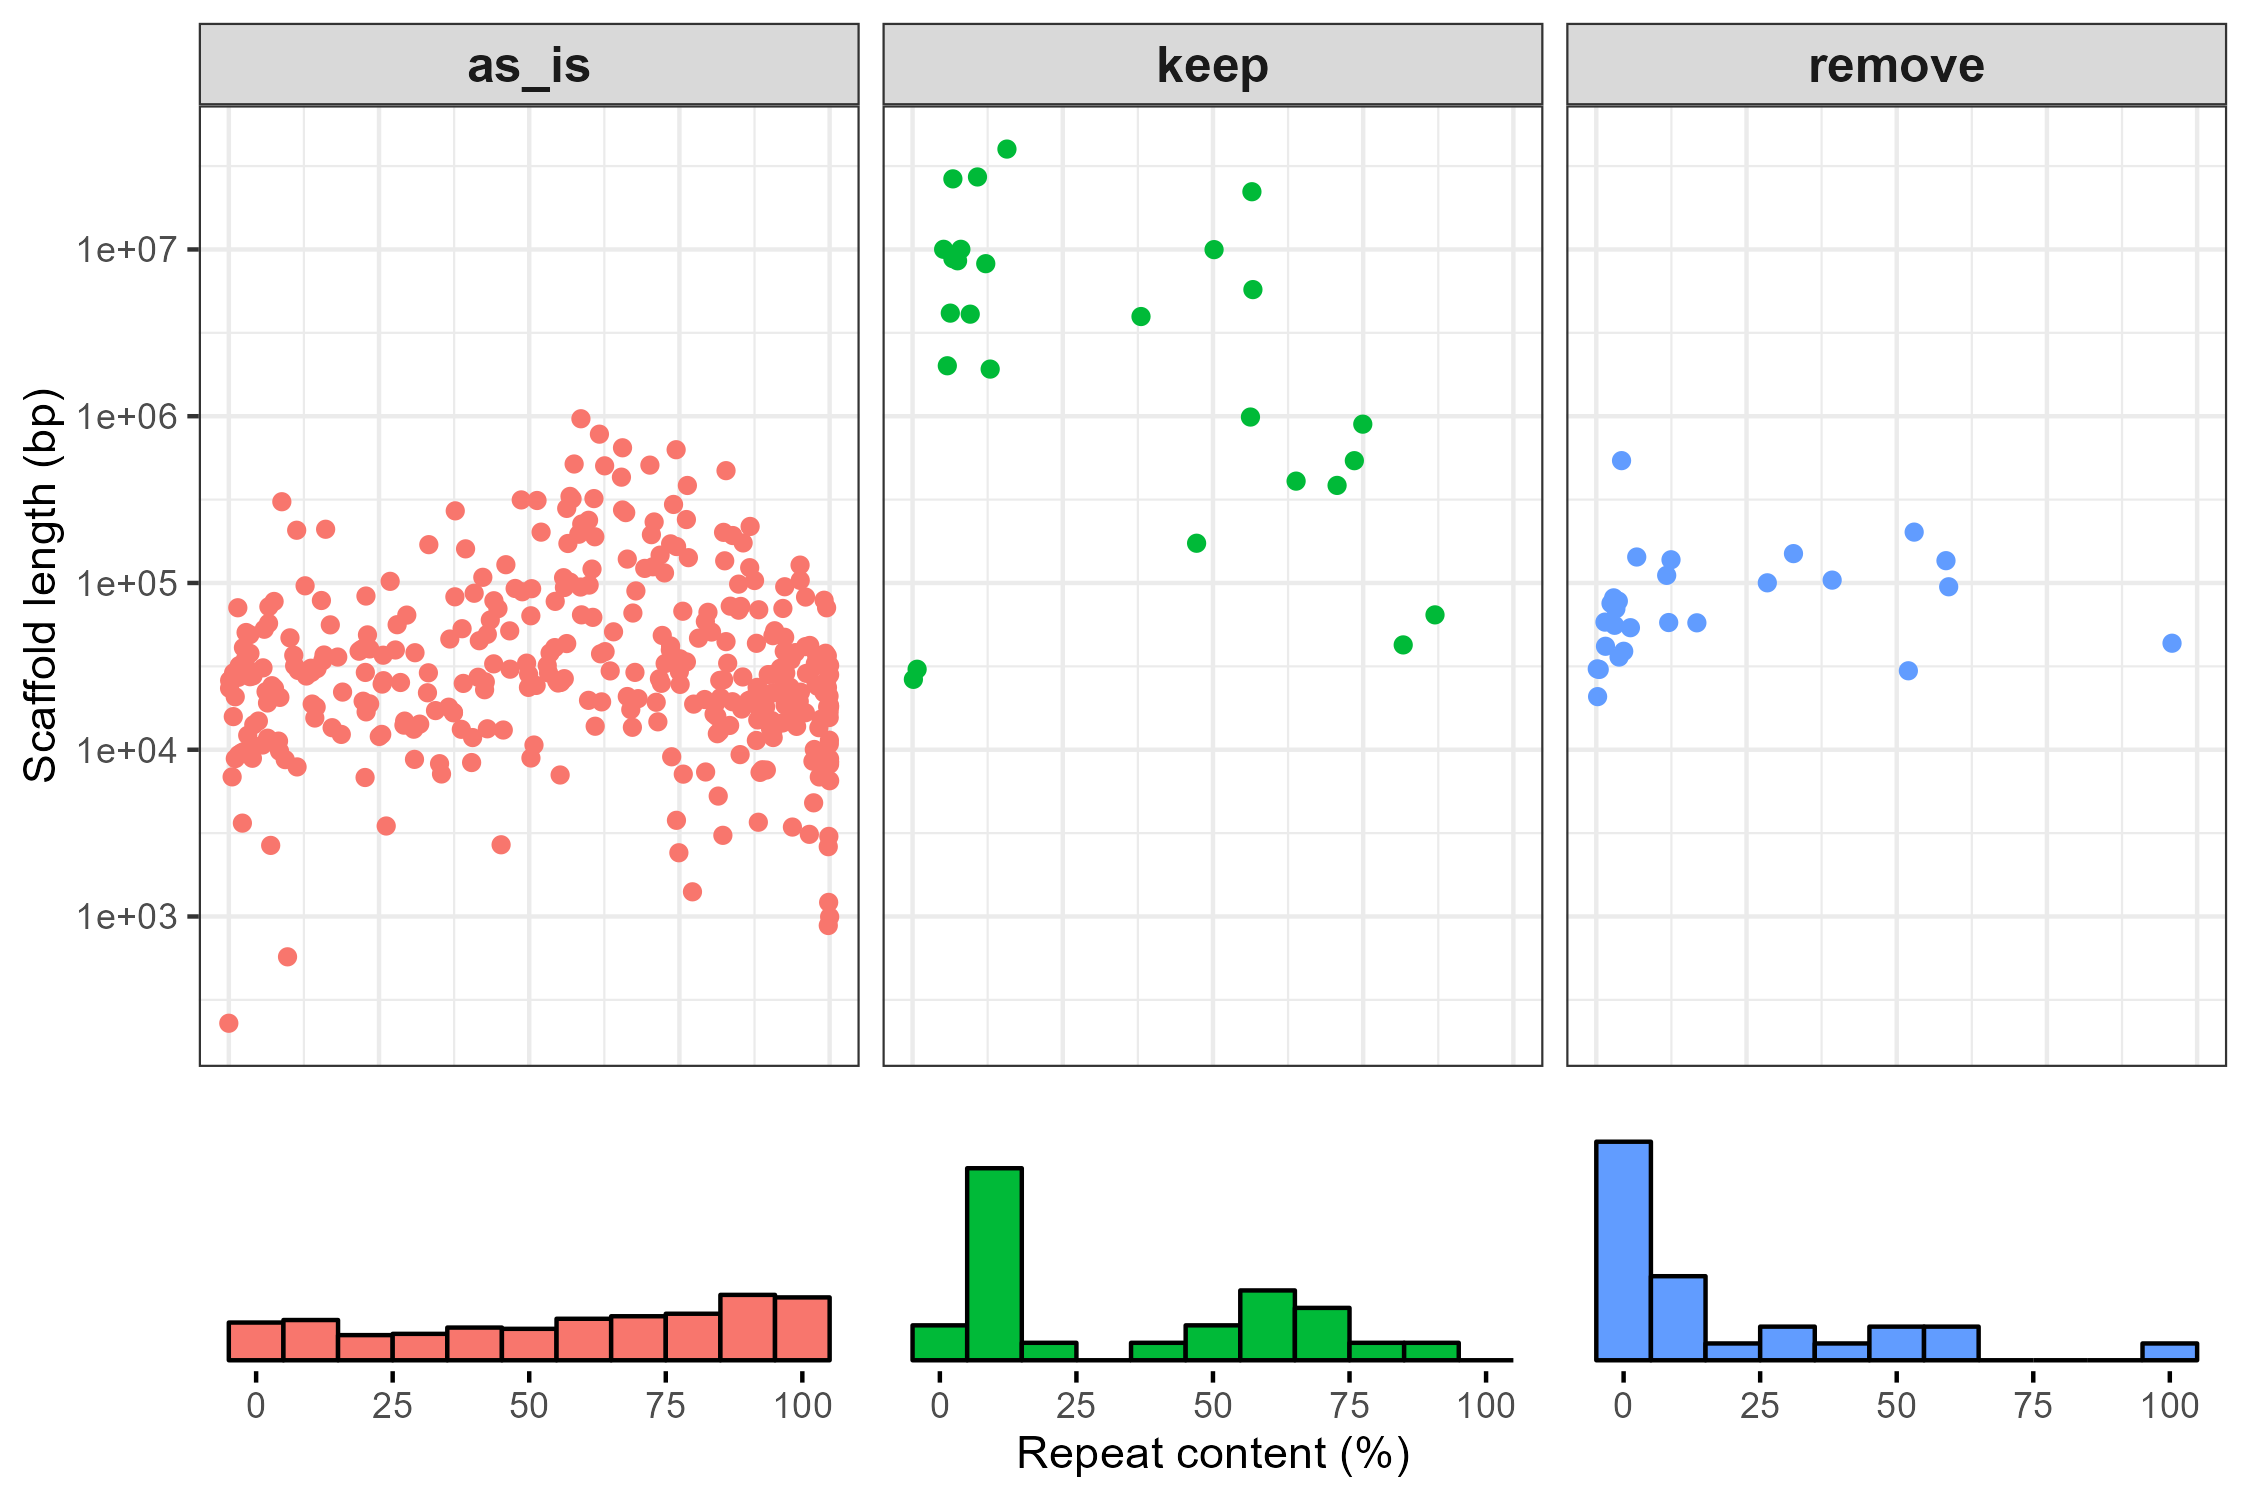 as_is keep remove
Scaffold length (bp)
1e+07
1e+06
1e+05
1e+04
1e+03
0 25 50 75 100 0 25 50 75 100 0 25 50 75 100
Repeat content (%)